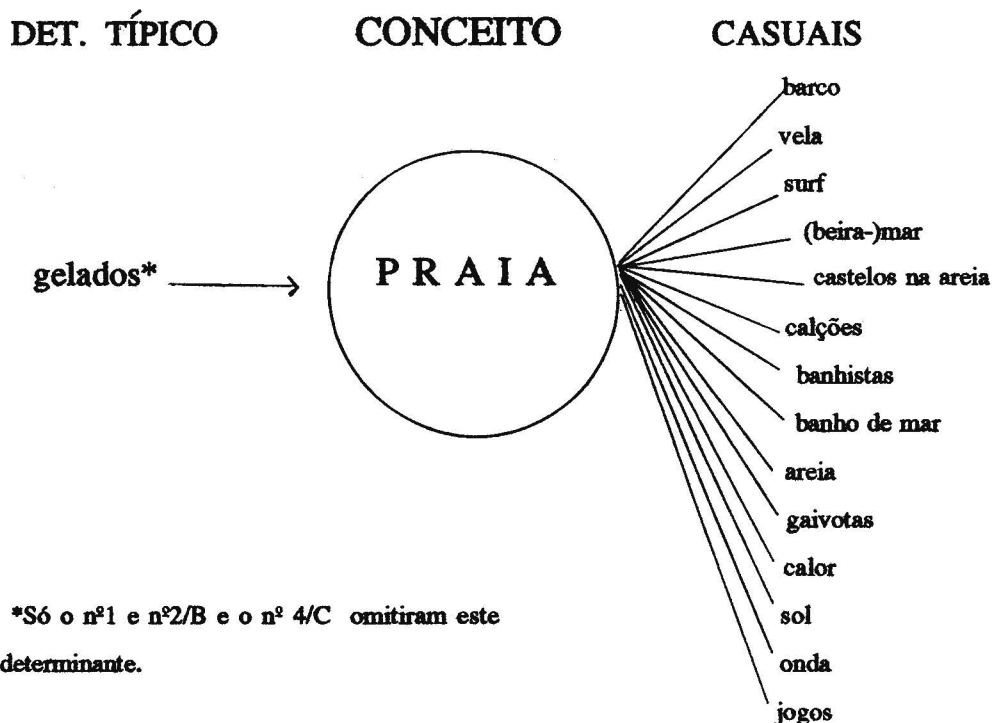 DET. TÍPICO CONCEITO CASUAIS
barco
vela
surf
(beira-)mar
gelados* PRAIA castelos na areia
calções
banhistas
banho de mar
areia
gaivotas
calor
*Só o nº1 e nº2/B e o nº 4/C omitiram este
sol
determinante.
onda
jogos